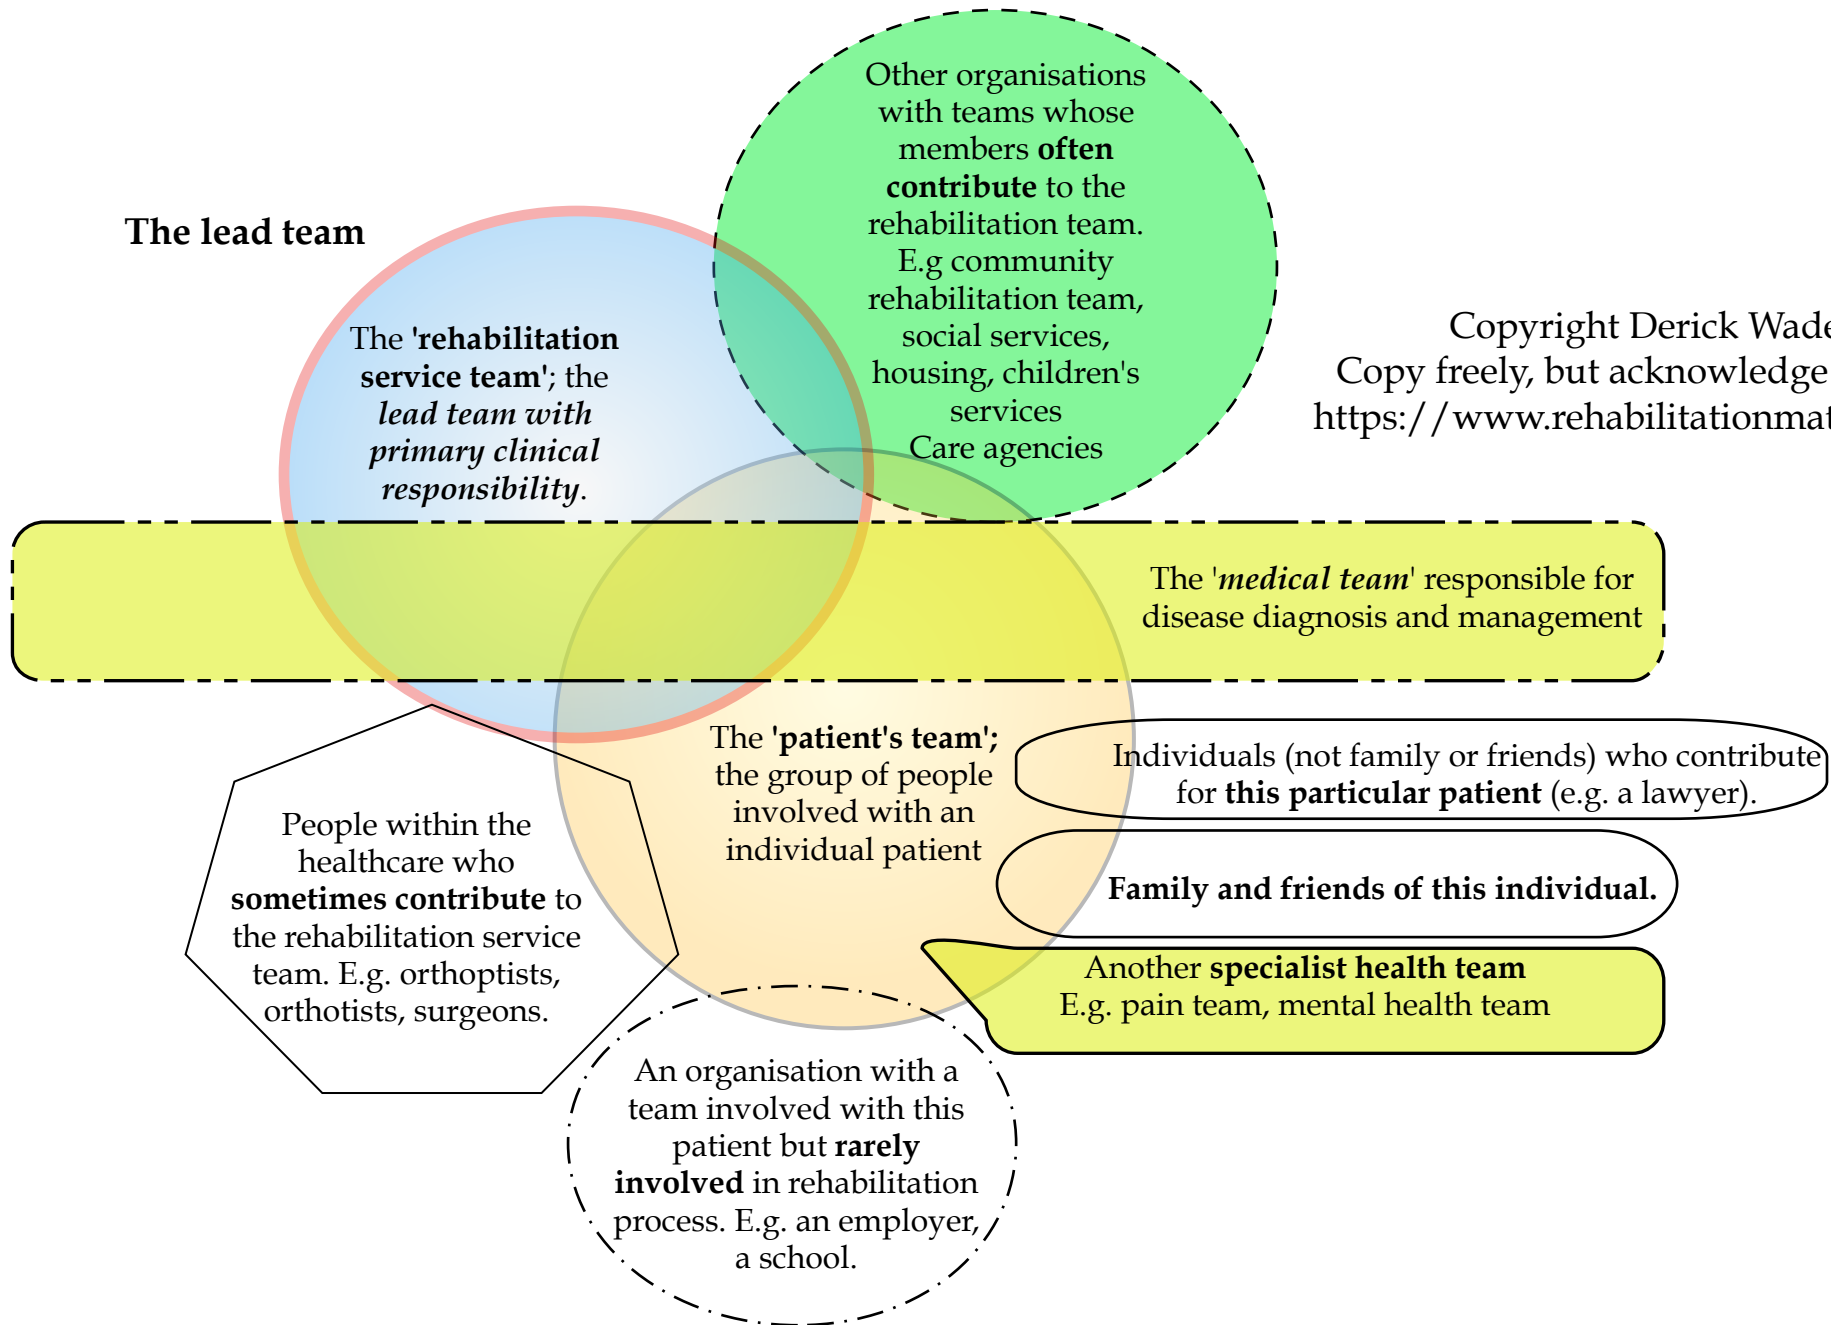 Other organisations
with teams whose
members often
contribute to the
rehabilitation team.
E.g community
rehabilitation team,
social services,
housing, children's
services
Care agencies
The lead team
The 'rehabilitation
service team'; the
lead team with
primary clinical
responsibility.
Copyright Derick Wade
Copy freely, but acknowledge
https://www.rehabilitationmat
The 'medical team' responsible for
disease diagnosis and management
The 'patient's team';
the group of people
involved with an
individual patient
Individuals (not family or friends) who contribute
for this particular patient (e.g. a lawyer).
Family and friends of this individual.
Another specialist health team
E.g. pain team, mental health team
People within the
healthcare who
sometimes contribute to
the rehabilitation service
team. E.g. orthoptists,
orthotists, surgeons.
An organisation with a
team involved with this
patient but rarely
involved in rehabilitation
process. E.g. an employer,
a school.